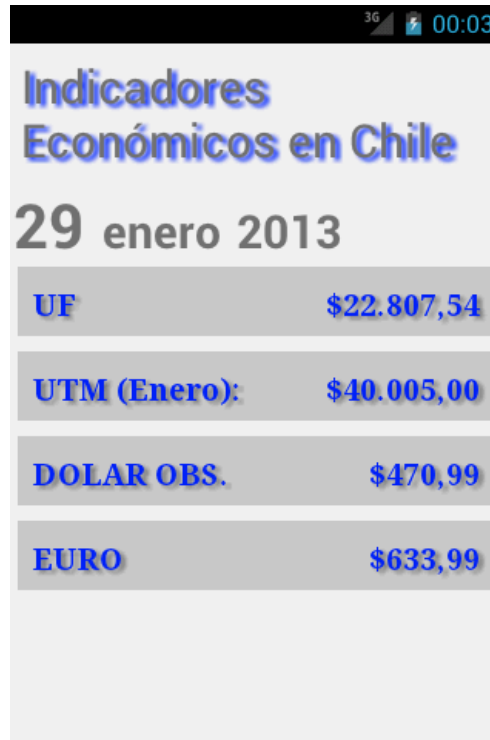 3G 00:03
Indicadores
Económicos en Chile
29 enero 2013
UF $22.807,54
UTM (Enero): $40.005,00
DOLAR OBS. $470,99
EURO $633,99